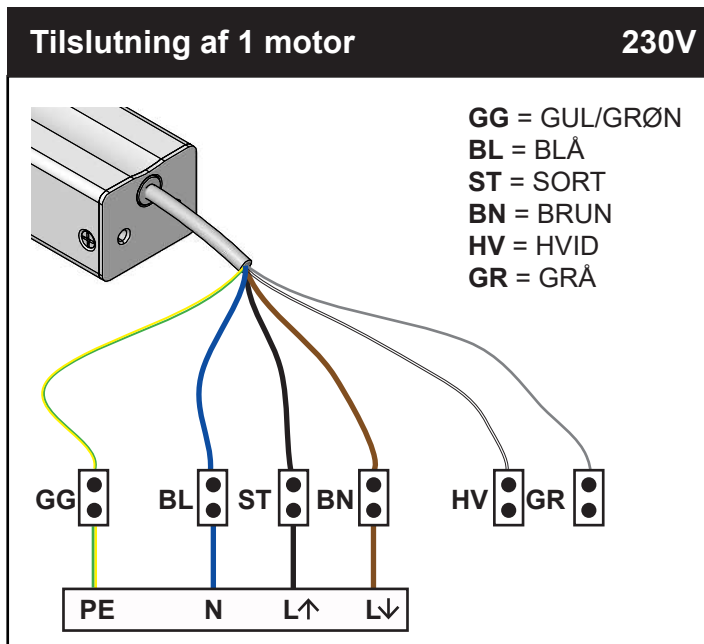 Tilslutning af 1 motor 230V
GG = GUL/GRØN
BL = BLÅ
ST = SORT
BN = BRUN
HV = HVID
GR = GRÅ
GG BL ST BN HV GR
PE N L↑ L↓